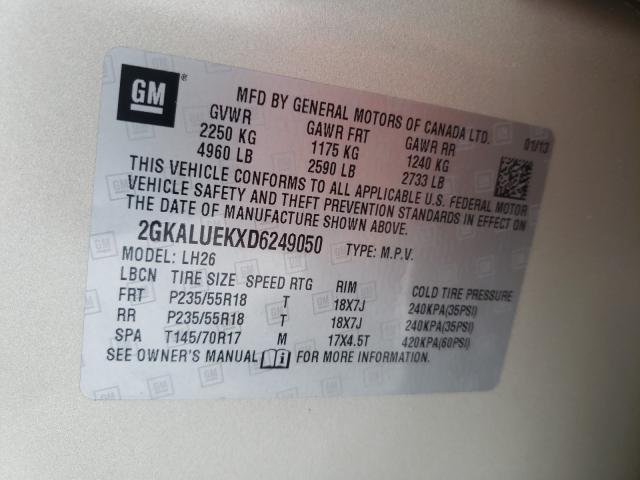 GM ®
MFD BY GENERAL MOTORS OF CANADA LTD.
01/13
GVWR GAWR FRT GAWR RR
2250 KG 1175 KG 1240 KG
4960 LB 2590 LB 2733 LB
THIS VEHICLE CONFORMS TO ALL APPLICABLE U.S. FEDERAL MOTOR
VEHICLE SAFETY AND THEFT PREVENTION STANDARDS IN EFFECT ON
THE DATE OF MANUFACTURE SHOWN ABOVE.
2GKALUEKXD6249050 TYPE: M.P.V.
MODEL: LH26
LBCN TIRE SIZE SPEED RTG RIM COLD TIRE PRESSURE
FRT P235/55R18 T 18X7J 240KPA(35PSI)
RR P235/55R18 T 18X7J 240KPA(35PSI)
SPA T145/70R17 M 17X4.5T 420KPA(60PSI)
SEE OWNER'S MANUAL FOR MORE INFORMATION.